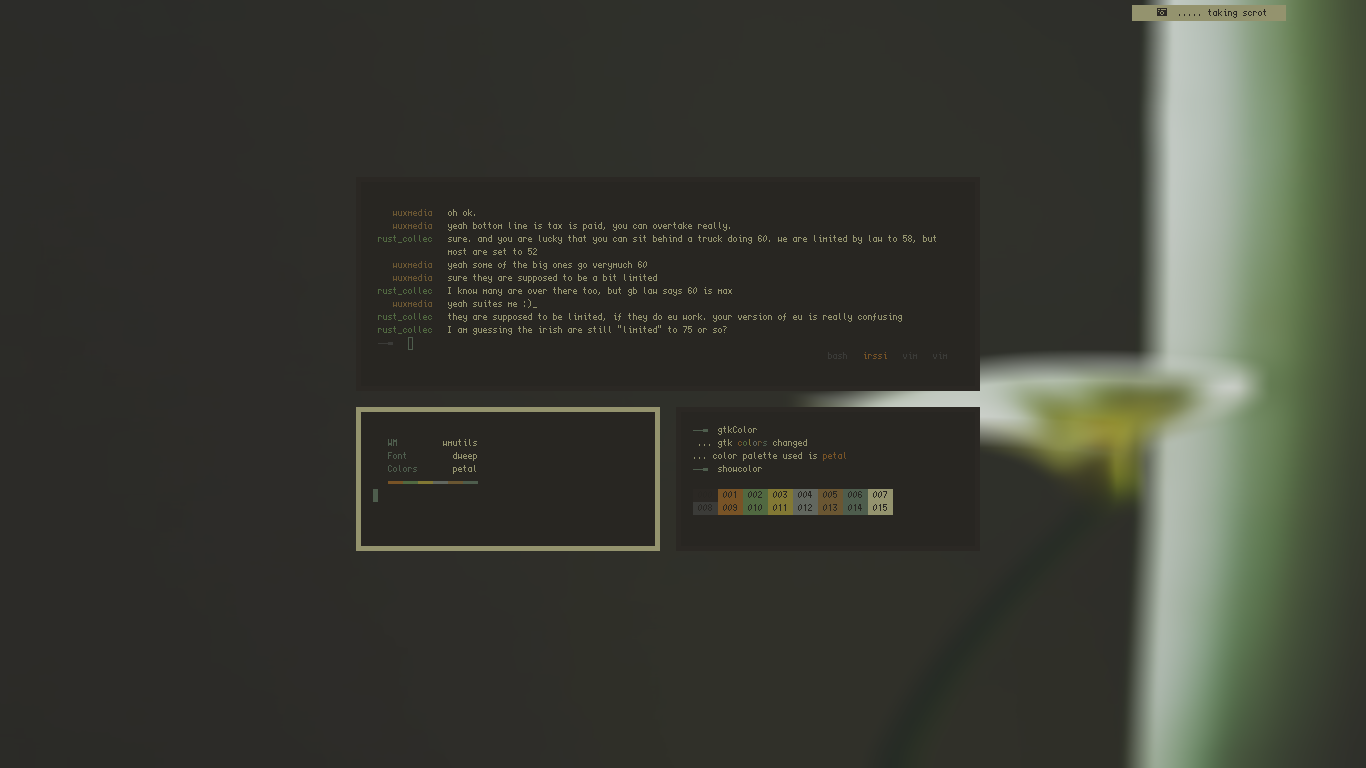 ..... taking scrot
wuxmedia oh ok.
wuxmedia yeah bottom line is tax is paid, you can overtake really.
rust_collec sure. and you are lucky that you can sit behind a truck doing 60. we are limited by law to 58, but
most are set to 52
wuxmedia yeah some of the big ones go verymuch 60
wuxmedia sure they are supposed to be a bit limited
rust_collec I know many are over there too, but gb law says 60 is max
wuxmedia yeah suites me :)_
rust_collec they are supposed to be limited, if they do eu work. your version of eu is really confusing
rust_collec I am guessing the irish are still "limited" to 75 or so?
bash irssi vim vim
WM wmutils
Font dweep
Colors petal
gtkColor
... gtk colors changed
... color palette used is petal
showcolor
001 002 003 004 005 006 007
008 009 010 011 012 013 014 015